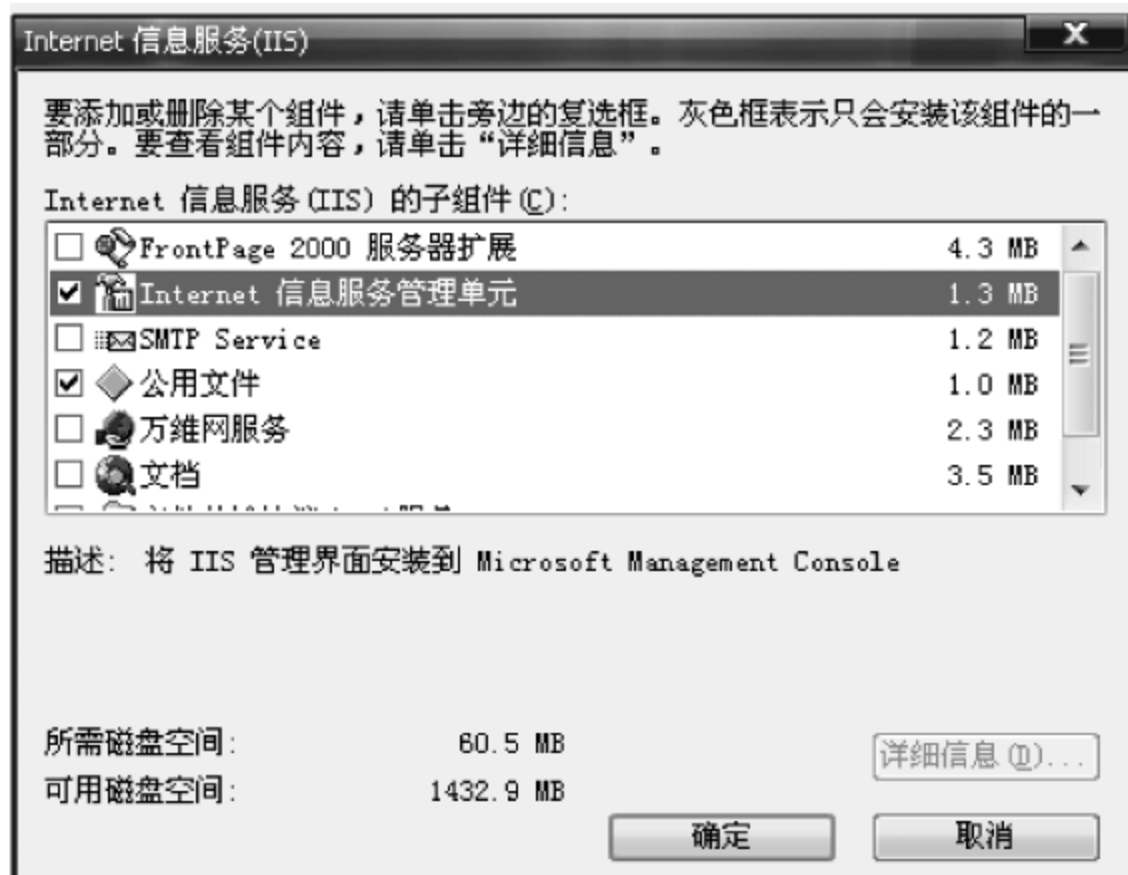 Internet 信息服务(IIS)
要添加或删除某个组件，请单击旁边的复选框。灰色框表示只会安装该组件的一
部分。要查看组件内容，请单击“详细信息”。
Internet 信息服务(IIS) 的子组件(C):
FrontPage 2000 服务器扩展 4.3 MB
Internet 信息服务管理单元 1.3 MB
SMTP Service 1.2 MB
公用文件 1.0 MB
万维网服务 2.3 MB
文档 3.5 MB
描述: 将 IIS 管理界面安装到 Microsoft Management Console
所需磁盘空间: 60.5 MB
详细信息(D)...
可用磁盘空间: 1432.9 MB
确定 取消